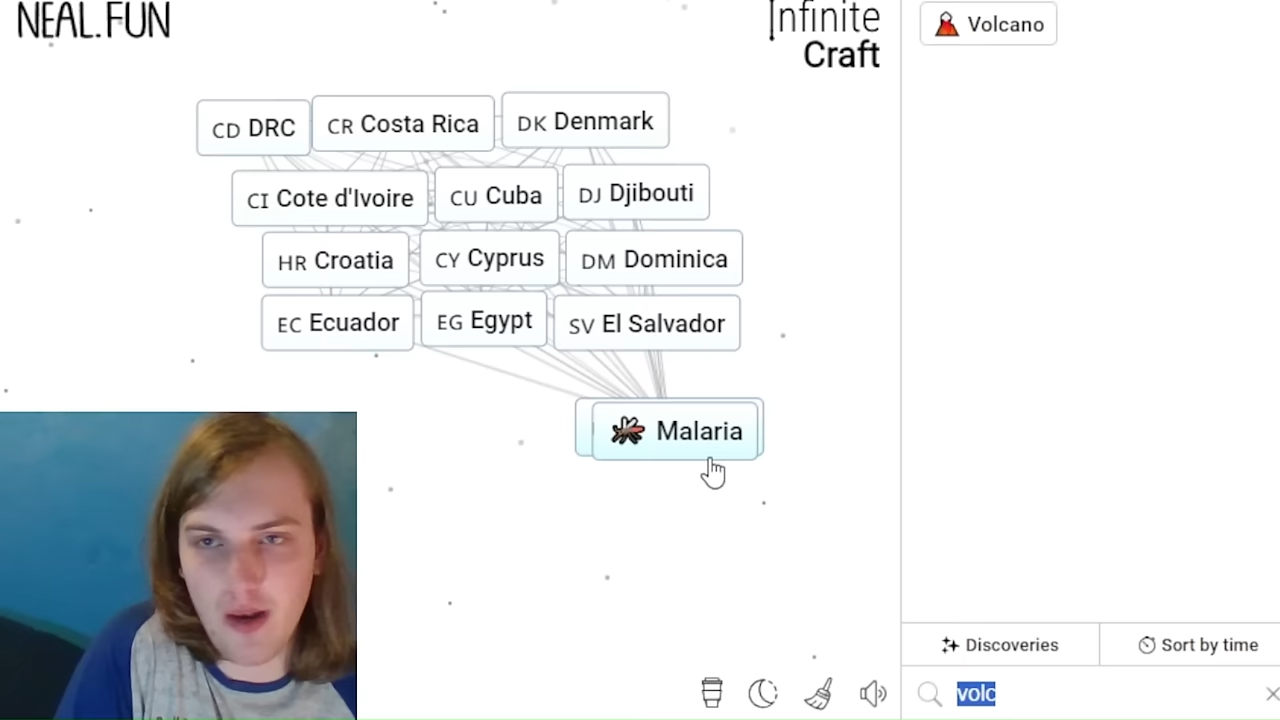 NEAL.FUN
Infinite
Craft
Volcano
CD DRC
CR Costa Rica
DK Denmark
CI Cote d'Ivoire
CU Cuba
DJ Djibouti
HR Croatia
CY Cyprus
DM Dominica
EC Ecuador
EG Egypt
SV El Salvador
Malaria
Discoveries
Sort by time
volc